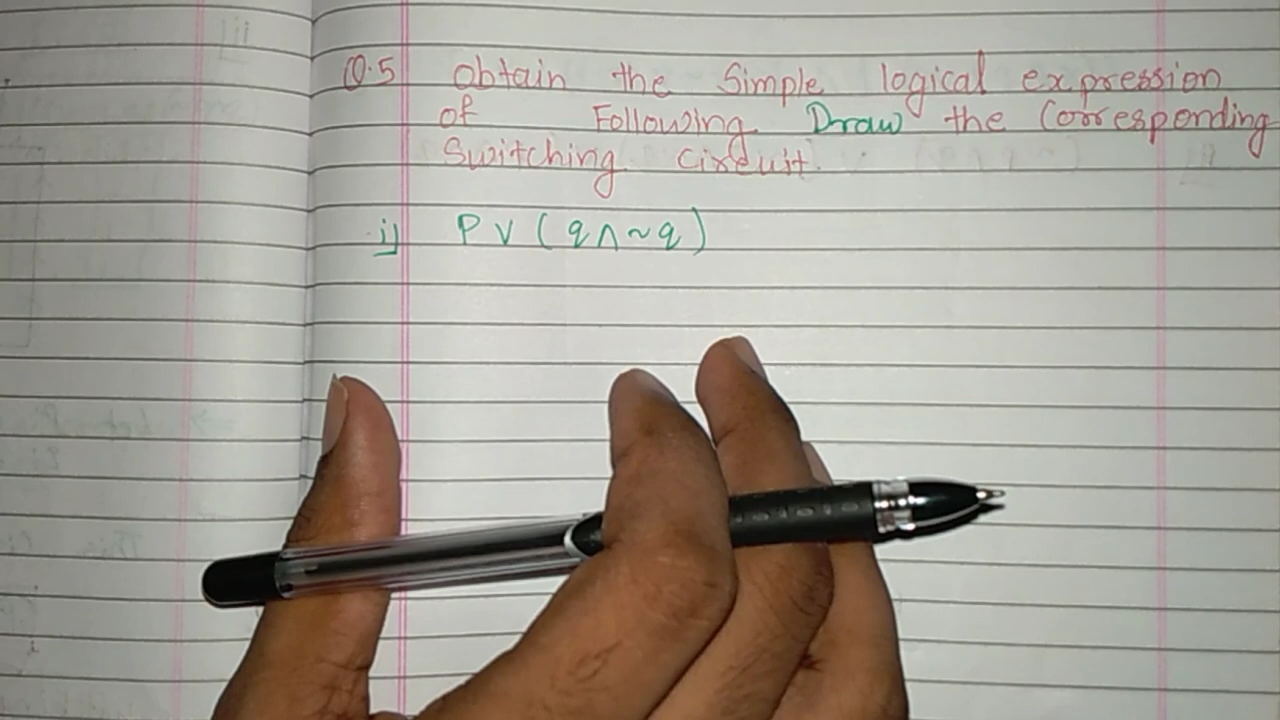 Q.5 Obtain the Simple logical expression
of Following Draw the Corresponding
Switching circuit.
i) P ∨ (q ∧ ~ q)